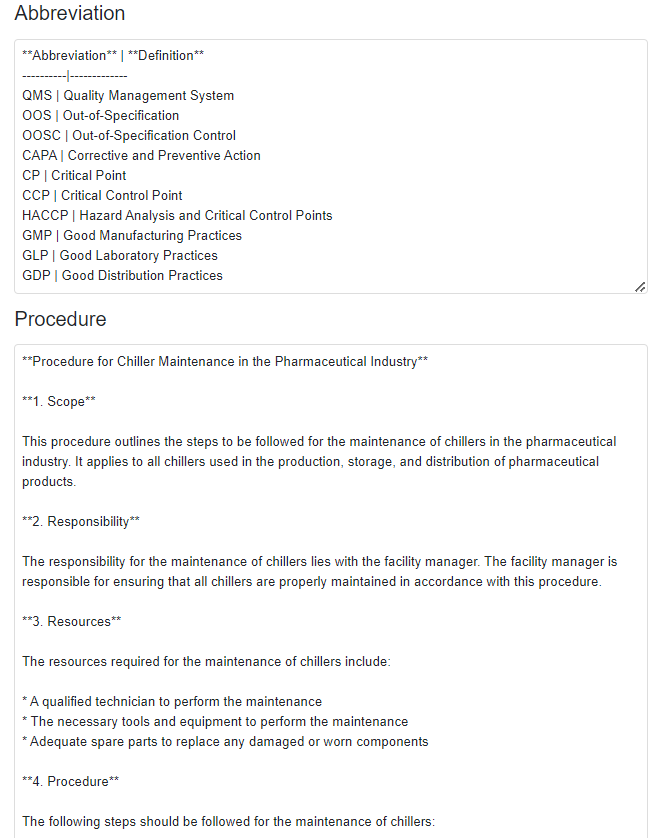 Abbreviation
**Abbreviation** | **Definition**
----------|-------------
QMS | Quality Management System
OOS | Out-of-Specification
OOSC | Out-of-Specification Control
CAPA | Corrective and Preventive Action
CP | Critical Point
CCP | Critical Control Point
HACCP | Hazard Analysis and Critical Control Points
GMP | Good Manufacturing Practices
GLP | Good Laboratory Practices
GDP | Good Distribution Practices
Procedure
**Procedure for Chiller Maintenance in the Pharmaceutical Industry**
**1. Scope**
This procedure outlines the steps to be followed for the maintenance of chillers in the pharmaceutical
industry. It applies to all chillers used in the production, storage, and distribution of pharmaceutical
products.
**2. Responsibility**
The responsibility for the maintenance of chillers lies with the facility manager. The facility manager is
responsible for ensuring that all chillers are properly maintained in accordance with this procedure.
**3. Resources**
The resources required for the maintenance of chillers include:
* A qualified technician to perform the maintenance
* The necessary tools and equipment to perform the maintenance
* Adequate spare parts to replace any damaged or worn components
**4. Procedure**
The following steps should be followed for the maintenance of chillers: